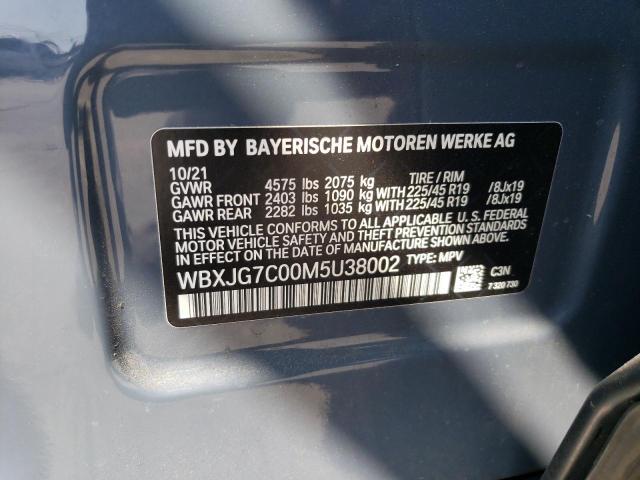 MFD BY BAYERISCHE MOTOREN WERKE AG
10/21 TIRE / RIM
GVWR 4575 lbs 2075 kg
GAWR FRONT 2403 lbs 1090 kg WITH 225/45 R19 /8Jx19
GAWR REAR 2282 lbs 1035 kg WITH 225/45 R19 /8Jx19
THIS VEHICLE CONFORMS TO ALL APPLICABLE U. S. FEDERAL
MOTOR VEHICLE SAFETY AND THEFT PREVENTION STANDARDS
IN EFFECT ON THE DATE OF MANUFACTURE SHOWN ABOVE.
WBXJG7C00M5U38002 TYPE: MPV
C3N
7 320 730